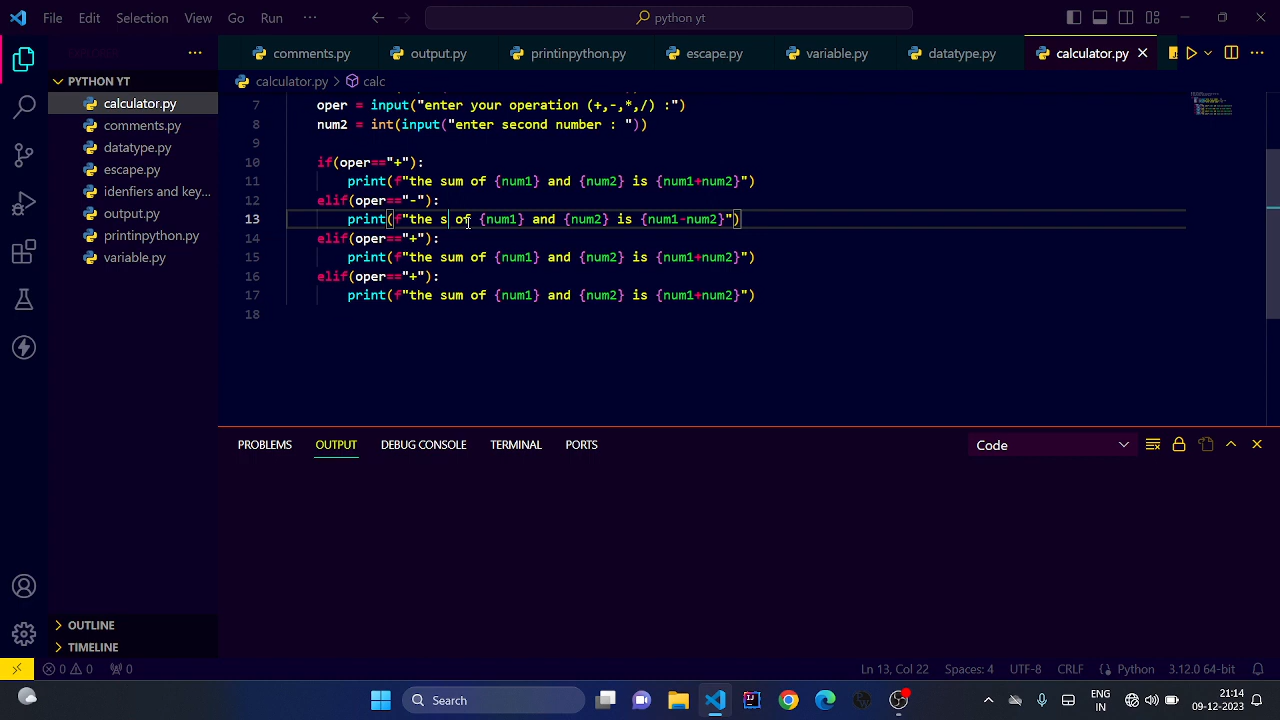 File Edit Selection View Go Run ··· python yt
comments.py output.py printinpython.py escape.py variable.py datatype.py calculator.py
calculator.py > calc
PYTHON YT
calculator.py
comments.py
datatype.py
escape.py
idenfiers and key...
output.py
printinpython.py
variable.py
7 oper = input("enter your operation (+,-,*,/) :")
8 num2 = int(input("enter second number : "))
9
10 if(oper=="+"):
11 print(f"the sum of {num1} and {num2} is {num1+num2}")
12 elif(oper=="-"):
13 print(f"the s of {num1} and {num2} is {num1-num2}")
14 elif(oper=="+"):
15 print(f"the sum of {num1} and {num2} is {num1+num2}")
16 elif(oper=="+"):
17 print(f"the sum of {num1} and {num2} is {num1+num2}")
18
PROBLEMS OUTPUT DEBUG CONSOLE TERMINAL PORTS Code
OUTLINE
TIMELINE
0 0 0 Ln 13, Col 22 Spaces: 4 UTF-8 CRLF Python 3.12.0 64-bit
Search ENG
IN 21:14
09-12-2023